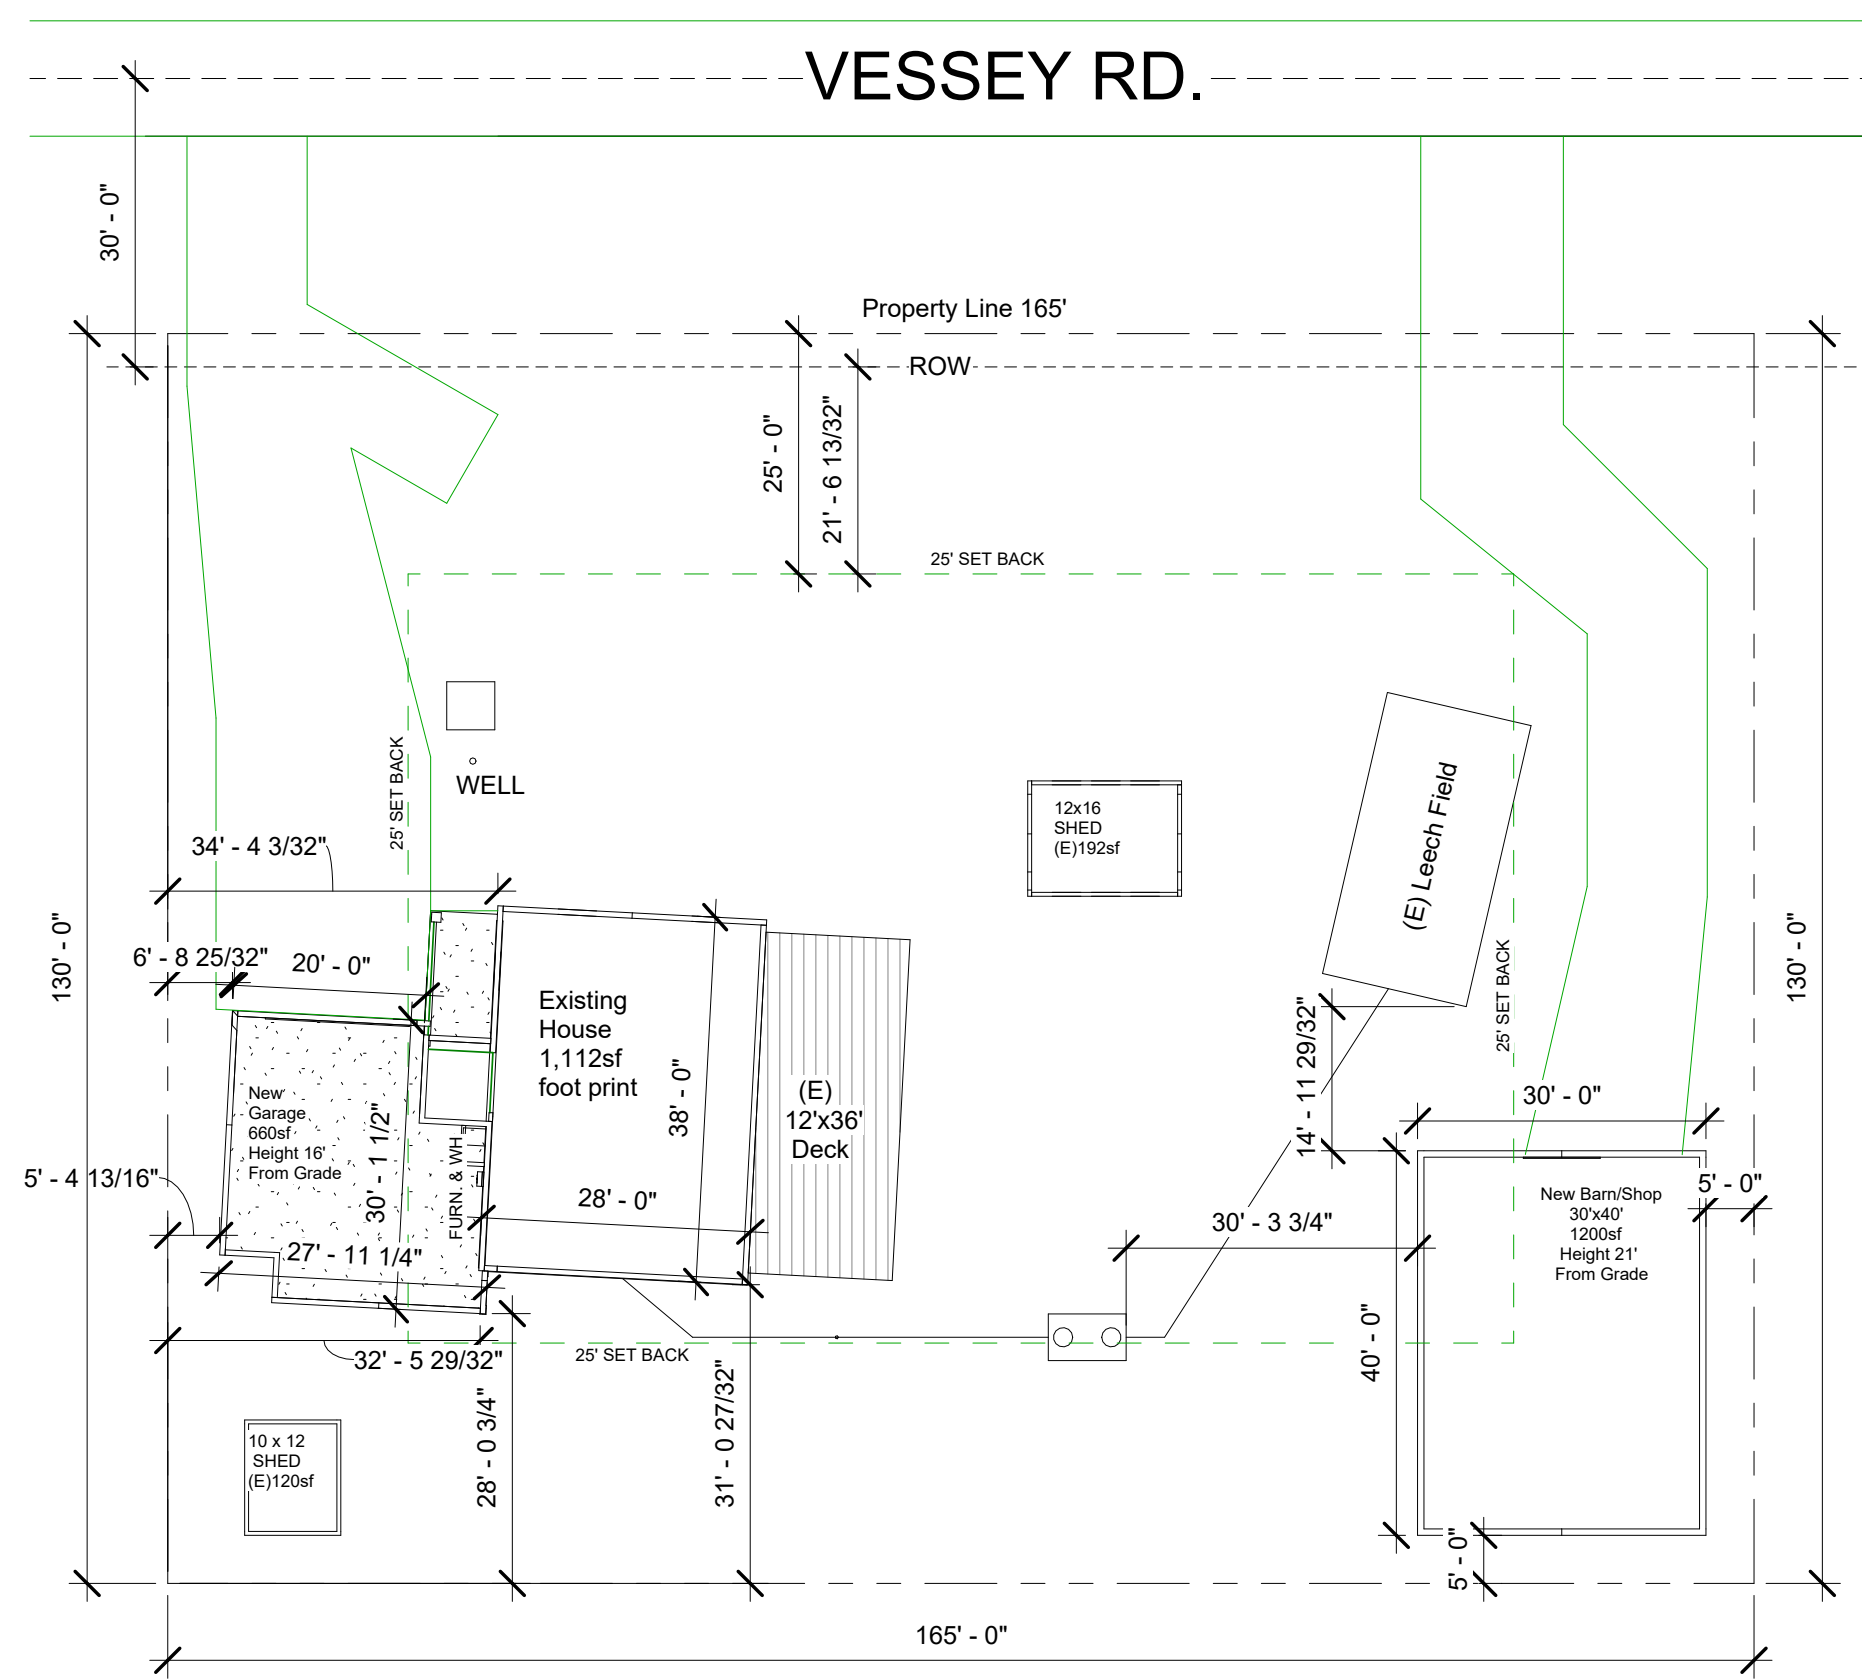 VESSEY RD.
30' - 0"
Property Line 165'
ROW
25' - 0"
21' - 6 13/32"
25' SET BACK
25' SET BACK
WELL
34' - 4 3/32"
12x16
SHED
(E)192sf
(E) Leech Field
130' - 0"
130' - 0"
6' - 8 25/32"
20' - 0"
25' SET BACK
Existing
House
1,112sf
foot print
38' - 0"
28' - 0"
(E)
12'x36'
Deck
14' - 11 29/32"
30' - 0"
New
Garage
660sf
Height 16'
From Grade
30' - 1 1/2"
FURN. & WH
5' - 4 13/16"
27' - 11 1/4"
5' - 0"
New Barn/Shop
30'x40'
1200sf
Height 21'
From Grade
30' - 3 3/4"
40' - 0"
32' - 5 29/32"
25' SET BACK
28' - 0 3/4"
31' - 0 27/32"
10 x 12
SHED
(E)120sf
5' - 0"
165' - 0"